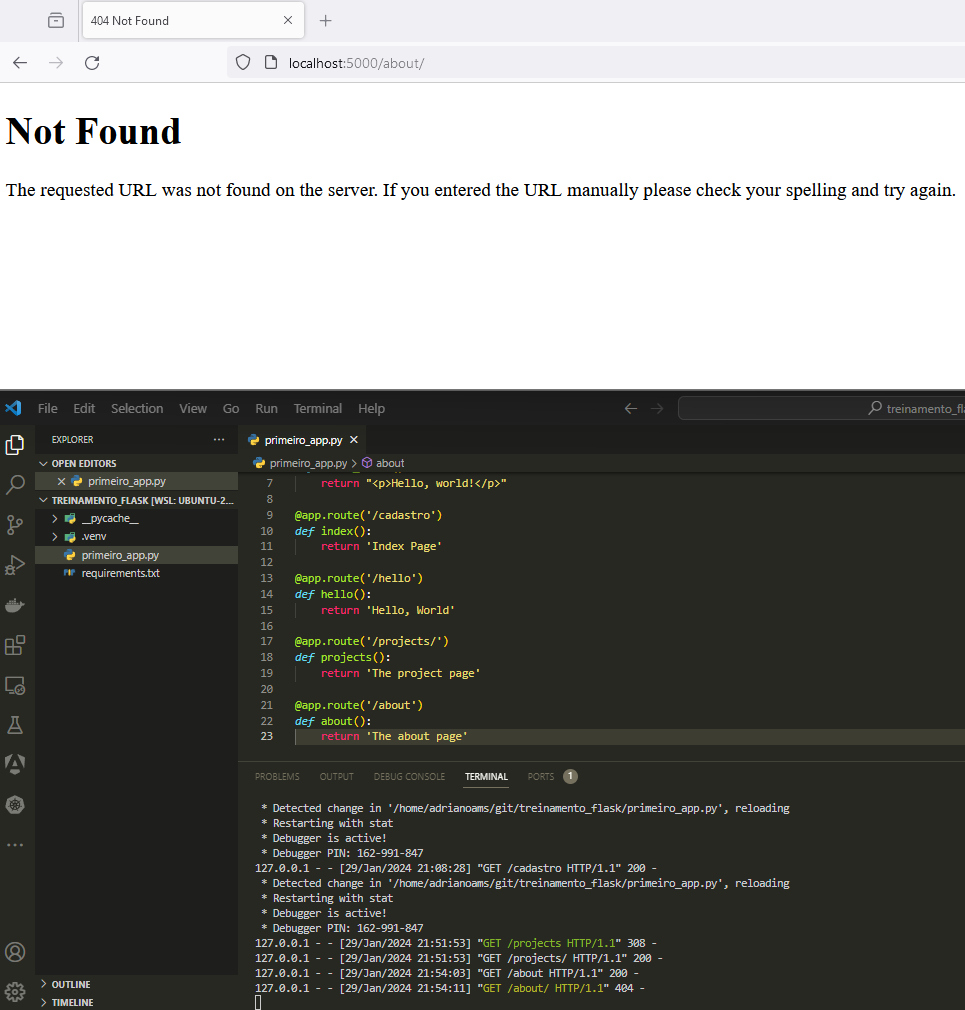 404 Not Found
localhost:5000/about/
Not Found
The requested URL was not found on the server. If you entered the URL manually please check your spelling and try again.
File Edit Selection View Go Run Terminal Help
treinamento_fl
EXPLORER
OPEN EDITORS
primeiro_app.py
TREINAMENTO_FLASK [WSL: UBUNTU-2...
__pycache__
.venv
primeiro_app.py
requirements.txt
OUTLINE
TIMELINE
primeiro_app.py
primeiro_app.py > about
7 return "<p>Hello, world!</p>"
8
9 @app.route('/cadastro')
10 def index():
11 return 'Index Page'
12
13 @app.route('/hello')
14 def hello():
15 return 'Hello, World'
16
17 @app.route('/projects/')
18 def projects():
19 return 'The project page'
20
21 @app.route('/about')
22 def about():
23 return 'The about page'
PROBLEMS OUTPUT DEBUG CONSOLE TERMINAL PORTS 1
* Detected change in '/home/adrianoams/git/treinamento_flask/primeiro_app.py', reloading
* Restarting with stat
* Debugger is active!
* Debugger PIN: 162-991-847
127.0.0.1 - - [29/Jan/2024 21:08:28] "GET /cadastro HTTP/1.1" 200 -
* Detected change in '/home/adrianoams/git/treinamento_flask/primeiro_app.py', reloading
* Restarting with stat
* Debugger is active!
* Debugger PIN: 162-991-847
127.0.0.1 - - [29/Jan/2024 21:51:53] "GET /projects HTTP/1.1" 308 -
127.0.0.1 - - [29/Jan/2024 21:51:53] "GET /projects/ HTTP/1.1" 200 -
127.0.0.1 - - [29/Jan/2024 21:54:03] "GET /about HTTP/1.1" 200 -
127.0.0.1 - - [29/Jan/2024 21:54:11] "GET /about/ HTTP/1.1" 404 -